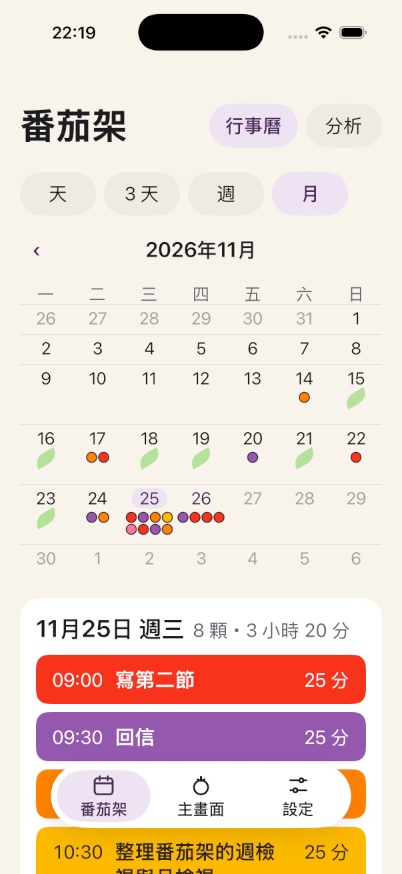 22:19
番茄架 行事曆 分析
天 3 天 週 月
‹ 2026年11月
一 二 三 四 五 六 日
26 27 28 29 30 31 1
2 3 4 5 6 7 8
9 10 11 12 13 14 15
16 17 18 19 20 21 22
23 24 25 26 27 28 29
30 1 2 3 4 5 6
11月25日 週三 8 顆・3 小時 20 分
09:00 寫第二節 25 分
09:30 回信 25 分
番茄架 主畫面 設定
10:30 整理番茄架的週檢 25 分